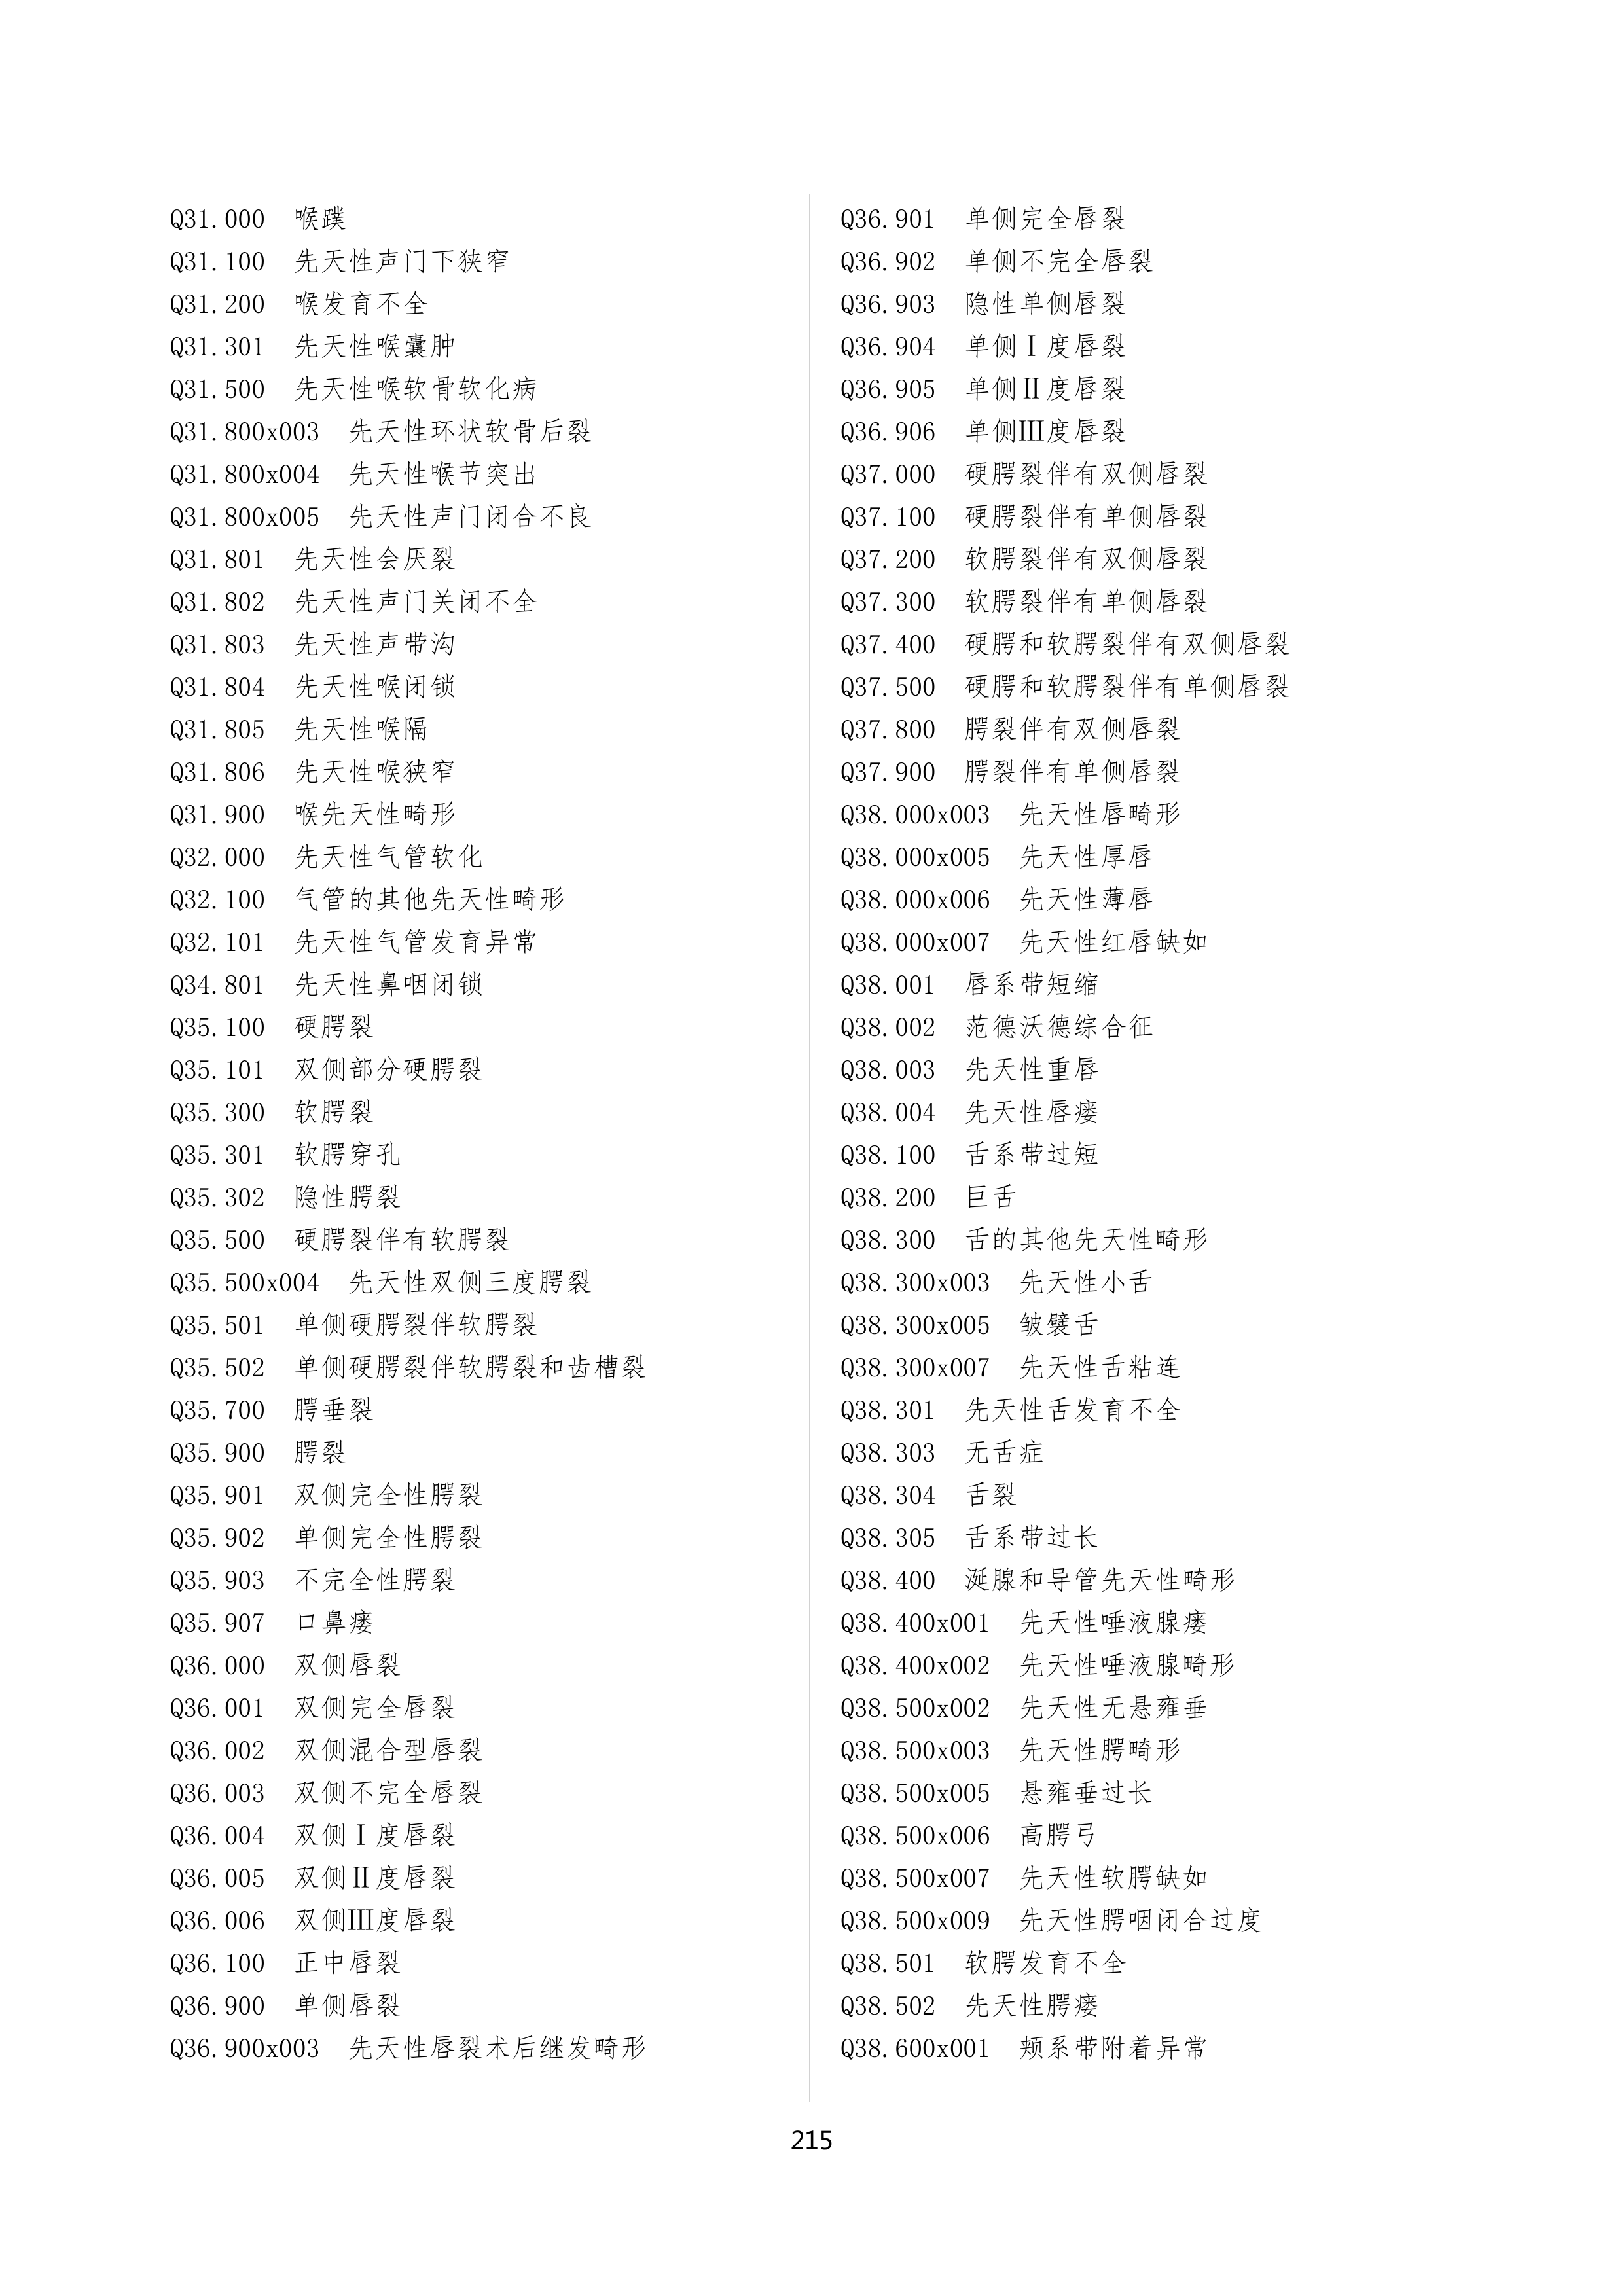 Q31.000 喉蹼
Q31.100 先天性声门下狭窄
Q31.200 喉发育不全
Q31.301 先天性喉囊肿
Q31.500 先天性喉软骨软化病
Q31.800x003 先天性环状软骨后裂
Q31.800x004 先天性喉节突出
Q31.800x005 先天性声门闭合不良
Q31.801 先天性会厌裂
Q31.802 先天性声门关闭不全
Q31.803 先天性声带沟
Q31.804 先天性喉闭锁
Q31.805 先天性喉隔
Q31.806 先天性喉狭窄
Q31.900 喉先天性畸形
Q32.000 先天性气管软化
Q32.100 气管的其他先天性畸形
Q32.101 先天性气管发育异常
Q34.801 先天性鼻咽闭锁
Q35.100 硬腭裂
Q35.101 双侧部分硬腭裂
Q35.300 软腭裂
Q35.301 软腭穿孔
Q35.302 隐性腭裂
Q35.500 硬腭裂伴有软腭裂
Q35.500x004 先天性双侧三度腭裂
Q35.501 单侧硬腭裂伴软腭裂
Q35.502 单侧硬腭裂伴软腭裂和齿槽裂
Q35.700 腭垂裂
Q35.900 腭裂
Q35.901 双侧完全性腭裂
Q35.902 单侧完全性腭裂
Q35.903 不完全性腭裂
Q35.907 口鼻瘘
Q36.000 双侧唇裂
Q36.001 双侧完全唇裂
Q36.002 双侧混合型唇裂
Q36.003 双侧不完全唇裂
Q36.004 双侧Ⅰ度唇裂
Q36.005 双侧Ⅱ度唇裂
Q36.006 双侧Ⅲ度唇裂
Q36.100 正中唇裂
Q36.900 单侧唇裂
Q36.900x003 先天性唇裂术后继发畸形
Q36.901 单侧完全唇裂
Q36.902 单侧不完全唇裂
Q36.903 隐性单侧唇裂
Q36.904 单侧Ⅰ度唇裂
Q36.905 单侧Ⅱ度唇裂
Q36.906 单侧Ⅲ度唇裂
Q37.000 硬腭裂伴有双侧唇裂
Q37.100 硬腭裂伴有单侧唇裂
Q37.200 软腭裂伴有双侧唇裂
Q37.300 软腭裂伴有单侧唇裂
Q37.400 硬腭和软腭裂伴有双侧唇裂
Q37.500 硬腭和软腭裂伴有单侧唇裂
Q37.800 腭裂伴有双侧唇裂
Q37.900 腭裂伴有单侧唇裂
Q38.000x003 先天性唇畸形
Q38.000x005 先天性厚唇
Q38.000x006 先天性薄唇
Q38.000x007 先天性红唇缺如
Q38.001 唇系带短缩
Q38.002 范德沃德综合征
Q38.003 先天性重唇
Q38.004 先天性唇瘘
Q38.100 舌系带过短
Q38.200 巨舌
Q38.300 舌的其他先天性畸形
Q38.300x003 先天性小舌
Q38.300x005 皱襞舌
Q38.300x007 先天性舌粘连
Q38.301 先天性舌发育不全
Q38.303 无舌症
Q38.304 舌裂
Q38.305 舌系带过长
Q38.400 涎腺和导管先天性畸形
Q38.400x001 先天性唾液腺瘘
Q38.400x002 先天性唾液腺畸形
Q38.500x002 先天性无悬雍垂
Q38.500x003 先天性腭畸形
Q38.500x005 悬雍垂过长
Q38.500x006 高腭弓
Q38.500x007 先天性软腭缺如
Q38.500x009 先天性腭咽闭合过度
Q38.501 软腭发育不全
Q38.502 先天性腭瘘
Q38.600x001 颊系带附着异常
215